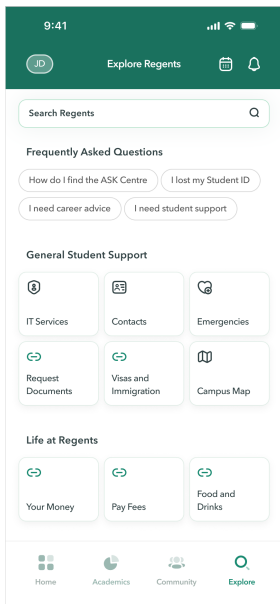 9:41
JD
Explore Regents
Search Regents
Frequently Asked Questions
How do I find the ASK Centre
I lost my Student ID
I need career advice
I need student support
General Student Support
IT Services
Contacts
Emergencies
Request
Documents
Visas and
Immigration
Campus Map
Life at Regents
Your Money
Pay Fees
Food and
Drinks
Home
Academics
Community
Explore